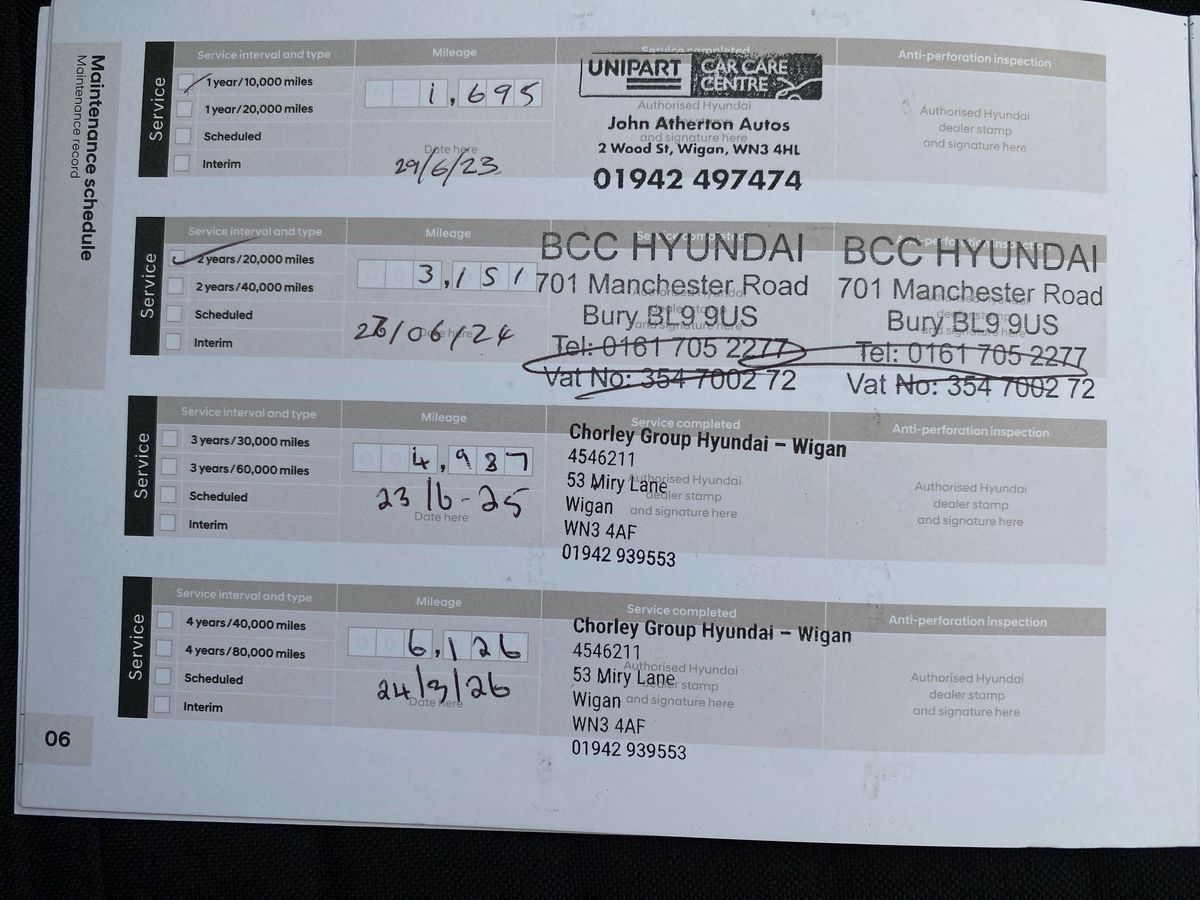 Maintenance schedule
Maintenance record
Service
Service interval and type
Mileage
Service completed
Anti-perforation inspection
1 year/10,000 miles
1 year/20,000 miles
Scheduled
Interim
1,695
Date here
29/6/23
UNIPART CAR CARE CENTRE
Authorised Hyundai
and signature here
John Atherton Autos
2 Wood St, Wigan, WN3 4HL
01942 497474
Authorised Hyundai
dealer stamp
and signature here
Service
Service interval and type
Mileage
2 years/20,000 miles
2 years/40,000 miles
Scheduled
Interim
3,151
Date here
/06/24
BCC HYUNDAI
701 Manchester Road
Bury BL9 9US
Tel: 0161 705 2277
Vat No: 354 7002 72
BCC HYUNDAI
701 Manchester Road
Bury BL9 9US
Tel: 0161 705 2277
Vat No: 354 7002 72
Service
Service interval and type
Mileage
Service completed
Anti-perforation inspection
3 years/30,000 miles
3 years/60,000 miles
Scheduled
Interim
4,987
23/6-25
Date here
Chorley Group Hyundai – Wigan
4546211
53 Miry Lane
Wigan
WN3 4AF
01942 939553
Authorised Hyundai
dealer stamp
and signature here
Authorised Hyundai
dealer stamp
and signature here
Service
Service interval and type
Mileage
Service completed
Anti-perforation inspection
4 years/40,000 miles
4 years/80,000 miles
Scheduled
Interim
6,126
24/3/26
Date here
Chorley Group Hyundai – Wigan
4546211
53 Miry Lane
Wigan
WN3 4AF
01942 939553
Authorised Hyundai
dealer stamp
and signature here
Authorised Hyundai
dealer stamp
and signature here
06